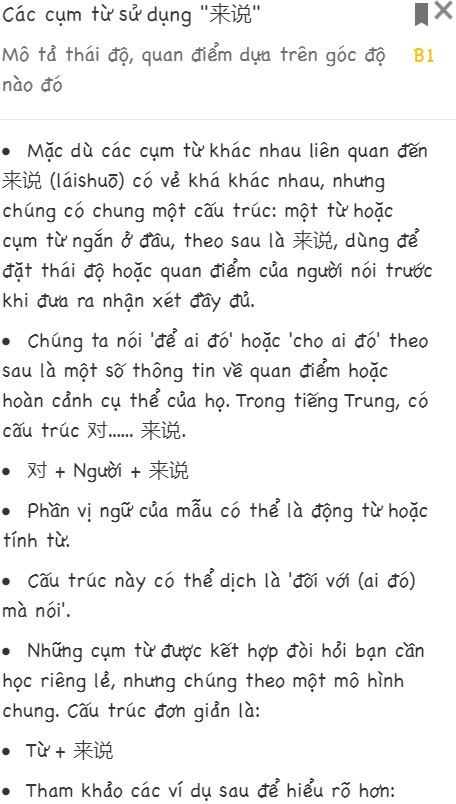 Các cụm từ sử dụng "来说"
Mô tả thái độ, quan điểm dựa trên góc độ B1
nào đó
• Mặc dù các cụm từ khác nhau liên quan đến
来说 (láishuō) có vẻ khá khác nhau, nhưng
chúng có chung một cấu trúc: một từ hoặc
cụm từ ngắn ở đầu, theo sau là 来说, dùng để
đặt thái độ hoặc quan điểm của người nói trước
khi đưa ra nhận xét đầy đủ.
• Chúng ta nói 'để ai đó' hoặc 'cho ai đó' theo
sau là một số thông tin về quan điểm hoặc
hoàn cảnh cụ thể của họ. Trong tiếng Trung, có
cấu trúc 对...... 来说.
• 对 + Người + 来说
• Phần vị ngữ của mẫu có thể là động từ hoặc
tính từ.
• Cấu trúc này có thể dịch là 'đối với (ai đó)
mà nói'.
• Những cụm từ được kết hợp đòi hỏi bạn cần
học riêng lẻ, nhưng chúng theo một mô hình
chung. Cấu trúc đơn giản là:
• Từ + 来说
• Tham khảo các ví dụ sau để hiểu rõ hơn: